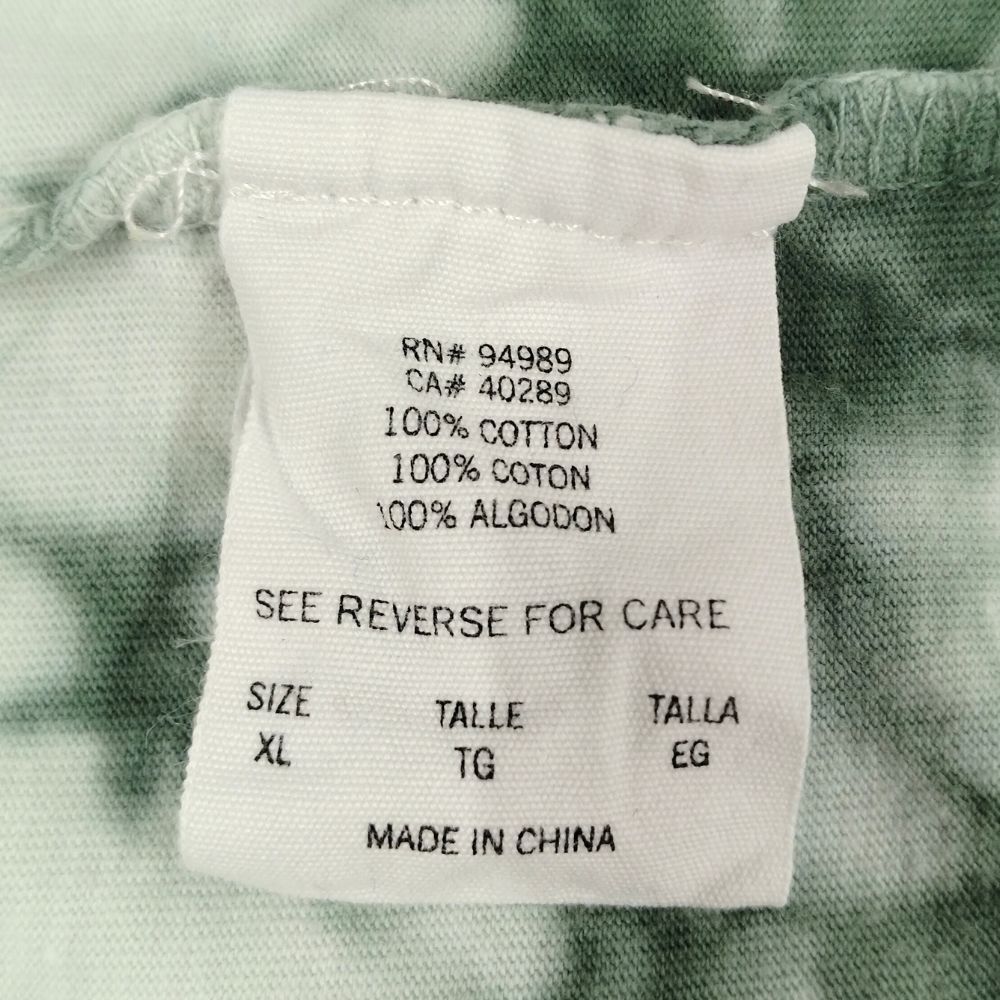 RN# 94989
CA# 40289
100% COTTON
100% COTON
100% ALGODON
SEE REVERSE FOR CARE
SIZE TALLE TALLA
XL TG EG
MADE IN CHINA